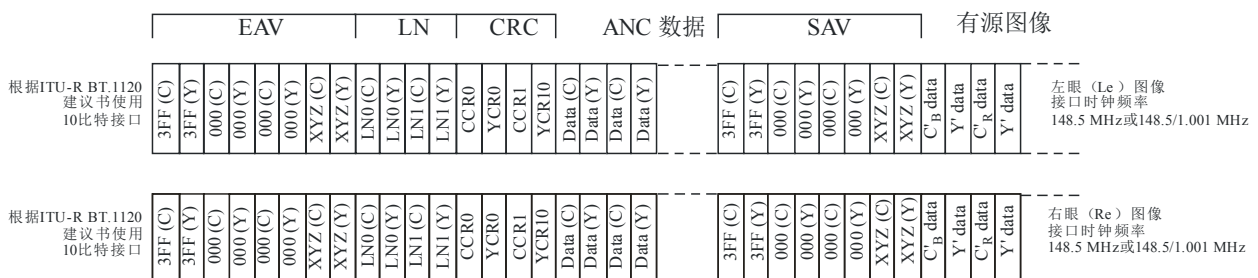 EAV LN CRC ANC 数据 SAV 有源图像
根据ITU-R BT.1120
建议书使用
10比特接口
3FF (C)
3FF (Y)
000 (C)
000 (Y)
000 (C)
000 (Y)
XYZ (C)
XYZ (Y)
LN0 (C)
LN0 (Y)
LN1 (C)
LN1 (Y)
CCR0
YCR0
CCR1
YCR10
Data (C)
Data (Y)
Data (C)
Data (Y)
3FF (C)
3FF (Y)
000 (C)
000 (Y)
000 (C)
000 (Y)
XYZ (C)
XYZ (Y)
C'B data
Y' data
C'R data
Y' data
左眼（Le）图像
接口时钟频率
148.5 MHz或148.5/1.001 MHz
根据ITU-R BT.1120
建议书使用
10比特接口
3FF (C)
3FF (Y)
000 (C)
000 (Y)
000 (C)
000 (Y)
XYZ (C)
XYZ (Y)
LN0 (C)
LN0 (Y)
LN1 (C)
LN1 (Y)
CCR0
YCR0
CCR1
YCR10
Data (C)
Data (Y)
Data (C)
Data (Y)
3FF (C)
3FF (Y)
000 (C)
000 (Y)
000 (C)
000 (Y)
XYZ (C)
XYZ (Y)
C'B data
Y' data
C'R data
Y' data
右眼（Re）图像
接口时钟频率
148.5 MHz或148.5/1.001 MHz